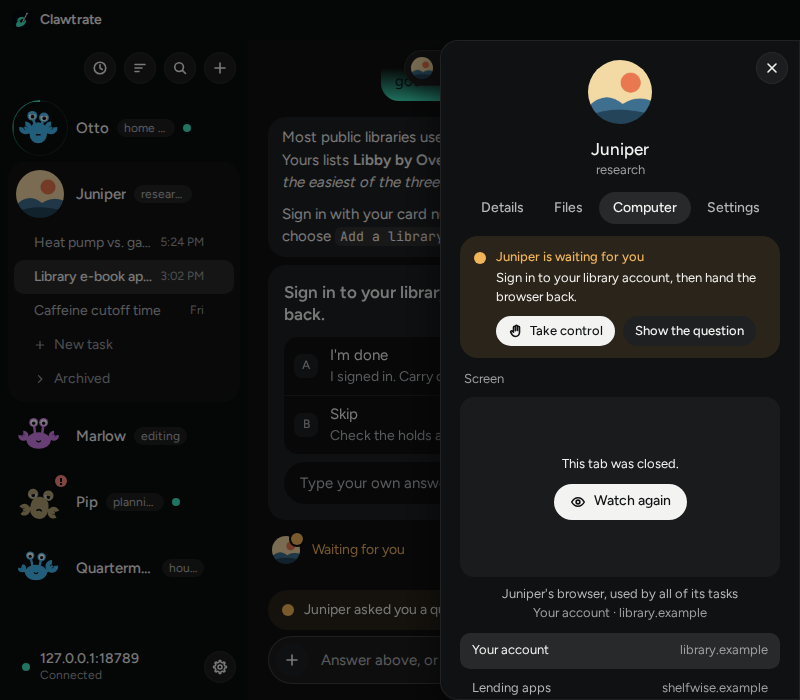 Clawtrate
Otto
home ...
Juniper
resear...
Heat pump vs. ga...
5:24 PM
Library e-book ap...
3:02 PM
Caffeine cutoff time
Fri
New task
Archived
Marlow
editing
Pip
planni...
Quarterm...
hou...
127.0.0.1:18789
Connected
Most public libraries use
Yours lists Libby by Ove
the easiest of the three
Sign in with your card
choose Add a library
Sign in to your librar
back.
A
I'm done
I signed in. Carry
B
Skip
Check the holds a
Type your own answ
Waiting for you
Juniper asked you a qu
Answer above, or
Juniper
research
Details
Files
Computer
Settings
Juniper is waiting for you
Sign in to your library account, then hand the
browser back.
Take control
Show the question
Screen
This tab was closed.
Watch again
Juniper's browser, used by all of its tasks
Your account · library.example
Your account
library.example
Lending apps
shelfwise.example